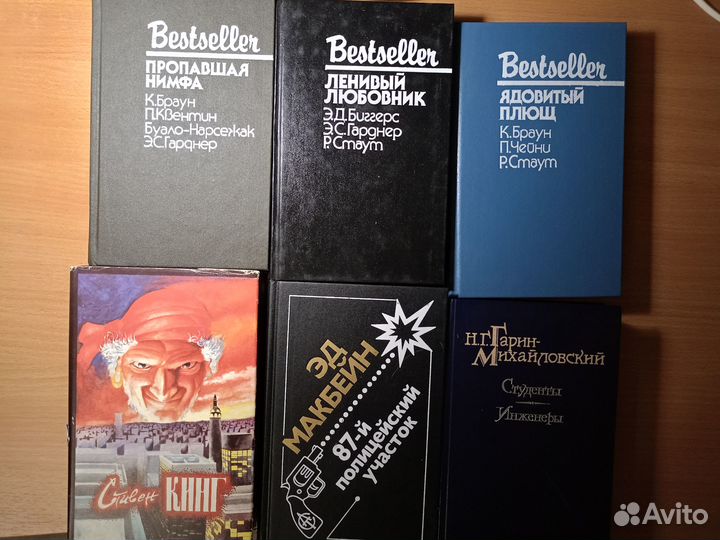 Bestseller
ПРОПАВШАЯ
НИМФА
К.Браун
П.Квентин
Буало-Нарсежак
Э.С.Гарднер
Bestseller
ЛЕНИВЫЙ
ЛЮБОВНИК
Э.Д.Биггерс
Э.С.Гарднер
Р.Стаут
Bestseller
ЯДОВИТЫЙ
ПЛЮЩ
К.Браун
П.Чейни
Р.Стаут
Стивен КИНГ
ЭД
МАКБЕЙН
87-й
полицейский
участок
Н.Г.Гарин-
Михайловский
Студенты
Инженеры
Avito